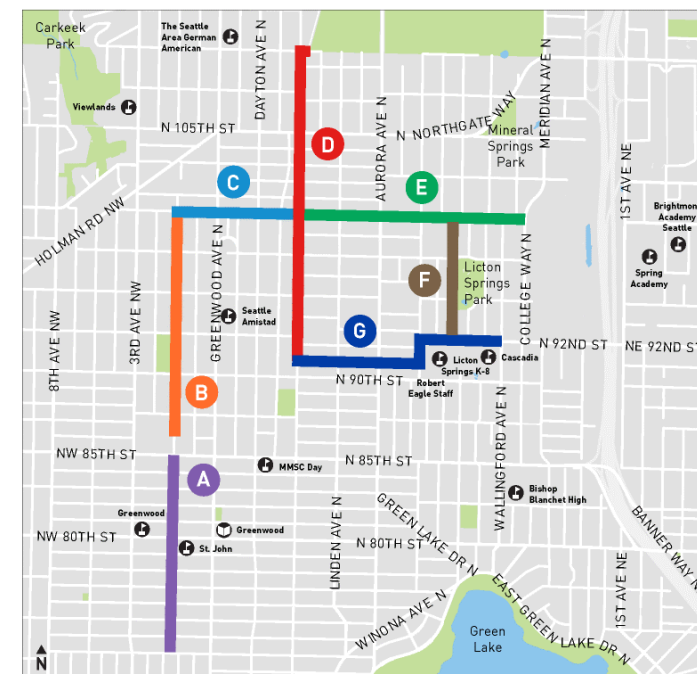 Carkeek
Park
The Seattle
Area German
American
DAYTON AVE N
Viewlands
N 105TH ST
D
AURORA AVE N
N NORTHGATE WAY
Mineral
Springs
Park
MERIDIAN AVE N
1ST AVE NE
C
E
Brightmon
Academy
Seattle
HOLMAN RD NW
GREENWOOD AVE N
F
Licton
Springs
Park
COLLEGE WAY N
Spring
Academy
8TH AVE NW
3RD AVE NW
Seattle
Amistad
G
N 92ND ST
NE 92ND S
Licton
Springs K-8
Cascadia
N 90TH ST
Robert
Eagle Staff
B
WALLINGFORD AVE N
NW 85TH ST
MMSC Day
N 85TH ST
A
Bishop
Blanchet High
LINDEN AVE N
GREEN LAKE DR N
BANNER WAY N
Greenwood
Greenwood
NW 80TH ST
St. John
N 80TH ST
1ST AVE NE
WINONA AVE N
EAST GREEN LAKE DR N
Green
Lake
N